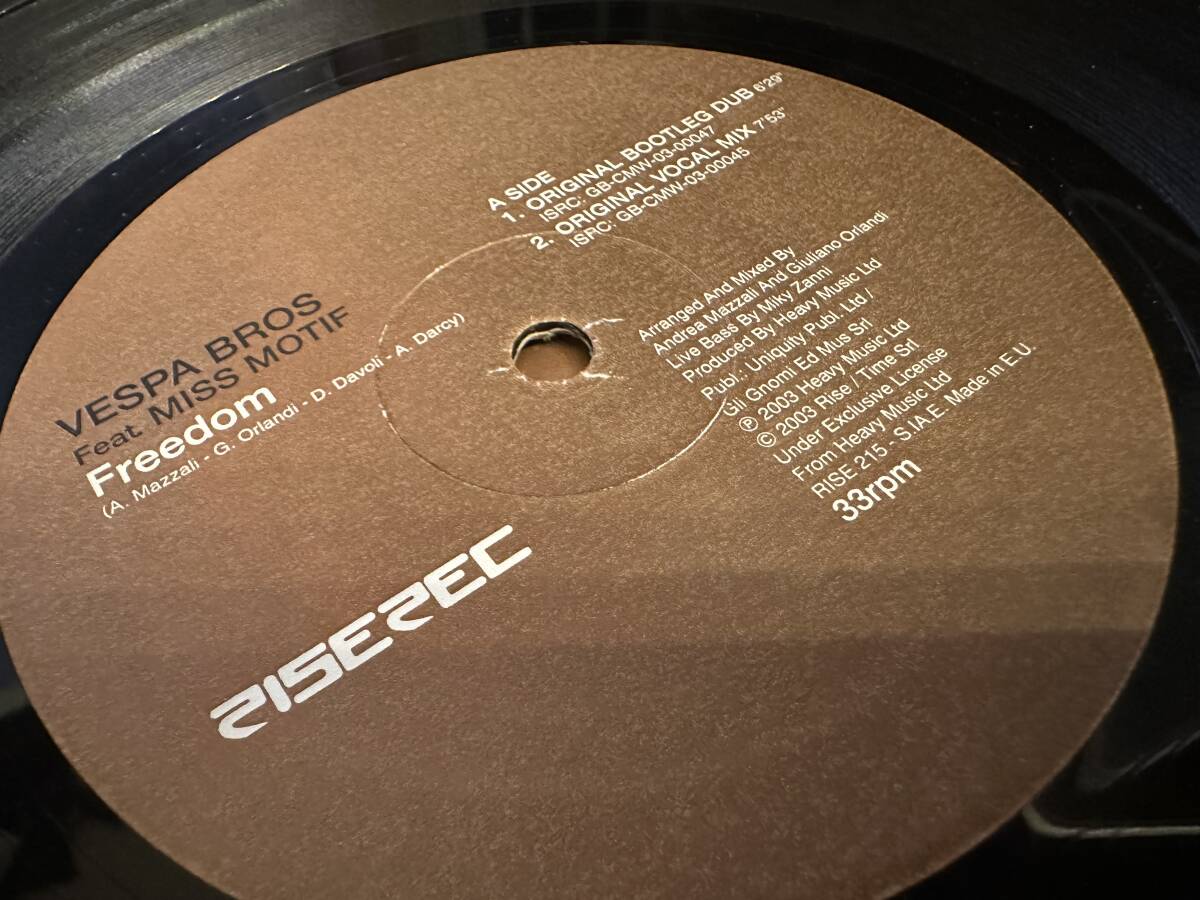 VESPA BROS
Feat. MISS MOTIF
Freedom
(A. Mazzali - G. Orlandi - D. Davoli - A. Darcy)
A SIDE
1. ORIGINAL BOOTLEG DUB 6'29"
ISRC: GB-CMW-03-00047
2. ORIGINAL VOCAL MIX 7'53"
ISRC: GB-CMW-03-00045
Arranged And Mixed By
Andrea Mazzali And Giuliano Orlandi
Live Bass By Miky Zanni
Produced By Heavy Music Ltd
Publ.: Uniquity Publ. Ltd /
Gli Gnomi Ed Mus Srl
℗ 2003 Heavy Music Ltd
© 2003 Rise / Time Srl
Under Exclusive License
From Heavy Music Ltd
RISE 215 - S.I.A.E. Made in E.U.
33rpm
RISEREC